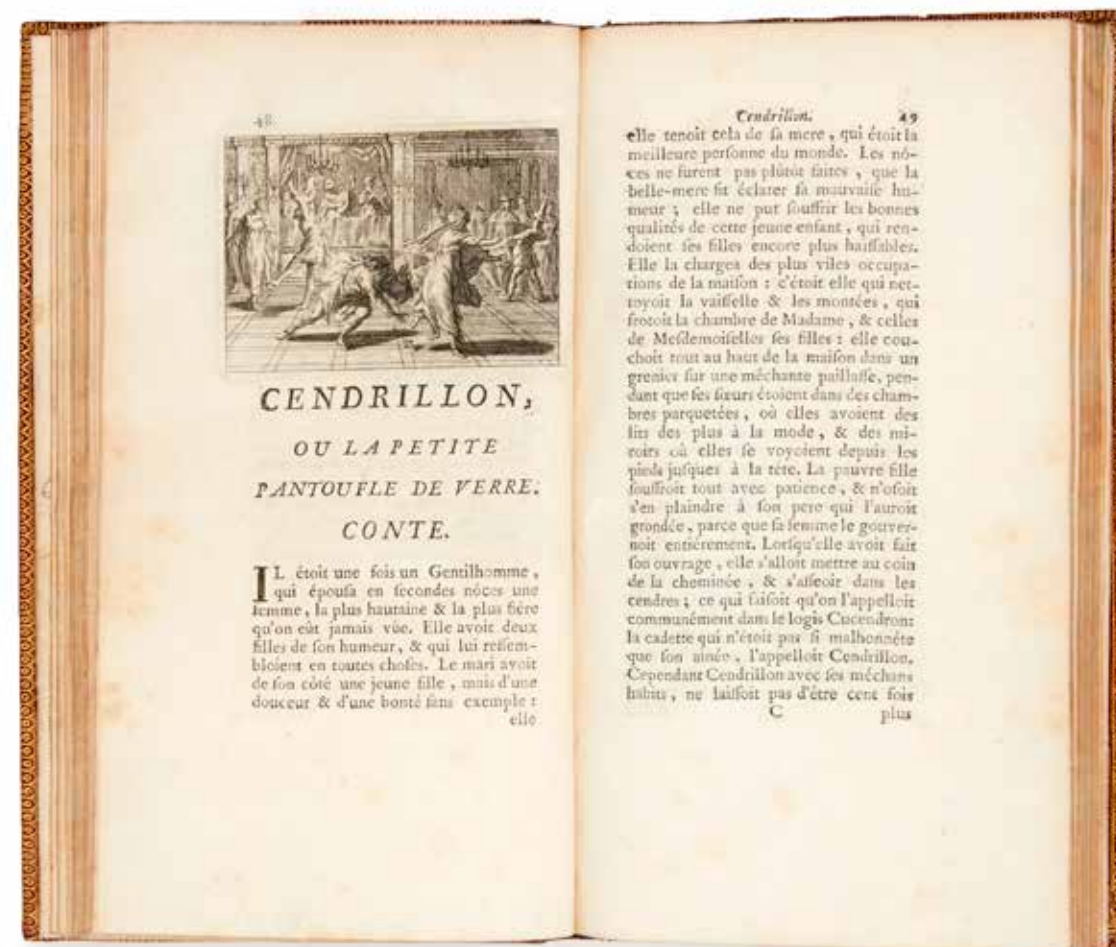 48
CENDRILLON,
OU LA PETITE
PANTOUFLE DE VERRE.
CONTE.
IL étoit une fois un Gentilhomme,
qui épouſa en ſecondes nôces une
femme, la plus hautaine & la plus fiére
qu'on eût jamais vûe. Elle avoit deux
filles de ſon humeur, & qui lui reſſem-
bloient en toutes choſes. Le mari avoit
de ſon côté une jeune fille, mais d'une
douceur & d'une bonté ſans exemple :
elle
Cendrillon. 49
elle tenoit cela de ſa mere, qui étoit la
meilleure perſonne du monde. Les nô-
ces ne furent pas plûtôt faites, que la
belle-mere fit éclater ſa mauvaiſe hu-
meur ; elle ne put ſouffrir les bonnes
qualités de cette jeune enfant, qui ren-
doient ſes filles encore plus haïſſables.
Elle la chargea des plus viles occupa-
tions de la maiſon : c'étoit elle qui net-
toyoit la vaiſſelle & les montées, qui
frotoit la chambre de Madame, & celles
de Meſdemoiſelles ſes filles : elle cou-
choit tout au haut de la maiſon dans un
grenier ſur une méchante paillaſſe, pen-
dant que ſes ſœurs étoient dans des cham-
bres parquetées, où elles avoient des
lits des plus à la mode, & des mi-
roirs où elles ſe voyoient depuis les
pieds juſques à la tête. La pauvre fille
ſouffroit tout avec patience, & n'oſoit
s'en plaindre à ſon pere qui l'auroit
grondée, parce que ſa femme le gouver-
noit entiérement. Lorſqu'elle avoit fait
ſon ouvrage, elle s'alloit mettre au coin
de la cheminée, & s'aſſeoir dans les
cendres ; ce qui faiſoit qu'on l'appelloit
communément dans le logis Cucendron:
la cadette qui n'étoit pas ſi malhonnête
que ſon aînée, l'appelloit Cendrillon.
Cependant Cendrillon avec ſes méchans
habits, ne laiſſoit pas d'être cent fois
C plus